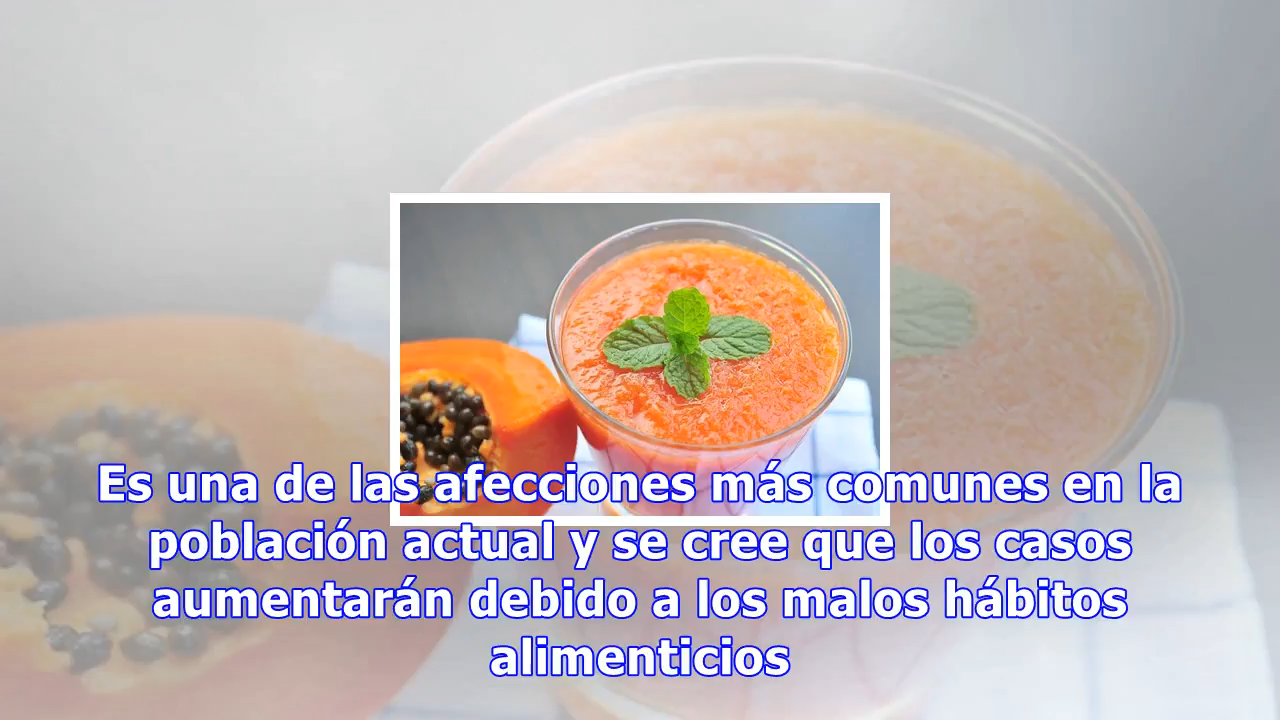 Es una de las afecciones más comunes en la
población actual y se cree que los casos
aumentarán debido a los malos hábitos
alimenticios